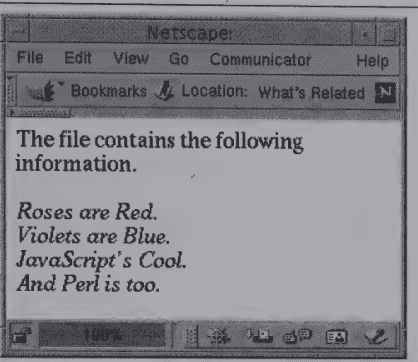 Netscape:
File Edit View Go Communicator Help
Bookmarks Location: What's Related N
The file contains the following
information.
Roses are Red.
Violets are Blue.
JavaScript's Cool.
And Perl is too.
100%